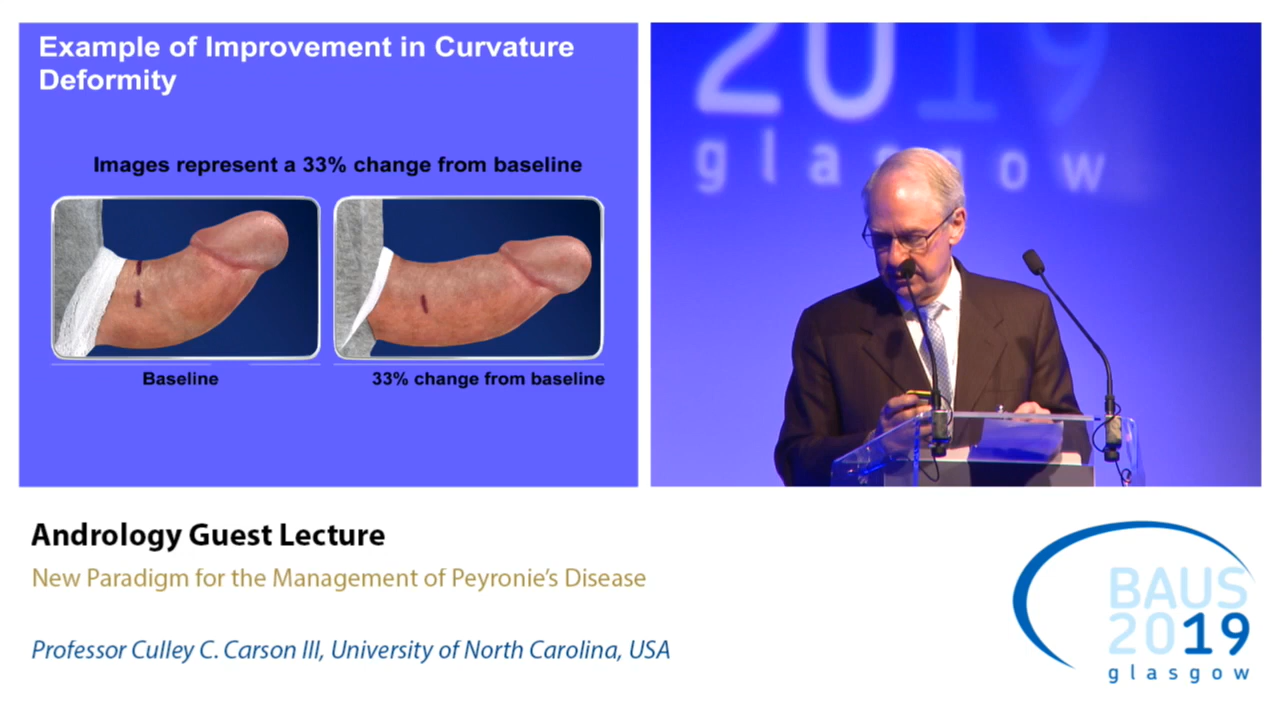 Example of Improvement in Curvature
Deformity
Images represent a 33% change from baseline
Baseline
33% change from baseline
2019
glasgow
Andrology Guest Lecture
New Paradigm for the Management of Peyronie's Disease
Professor Culley C. Carson III, University of North Carolina, USA
BAUS
2019
glasgow